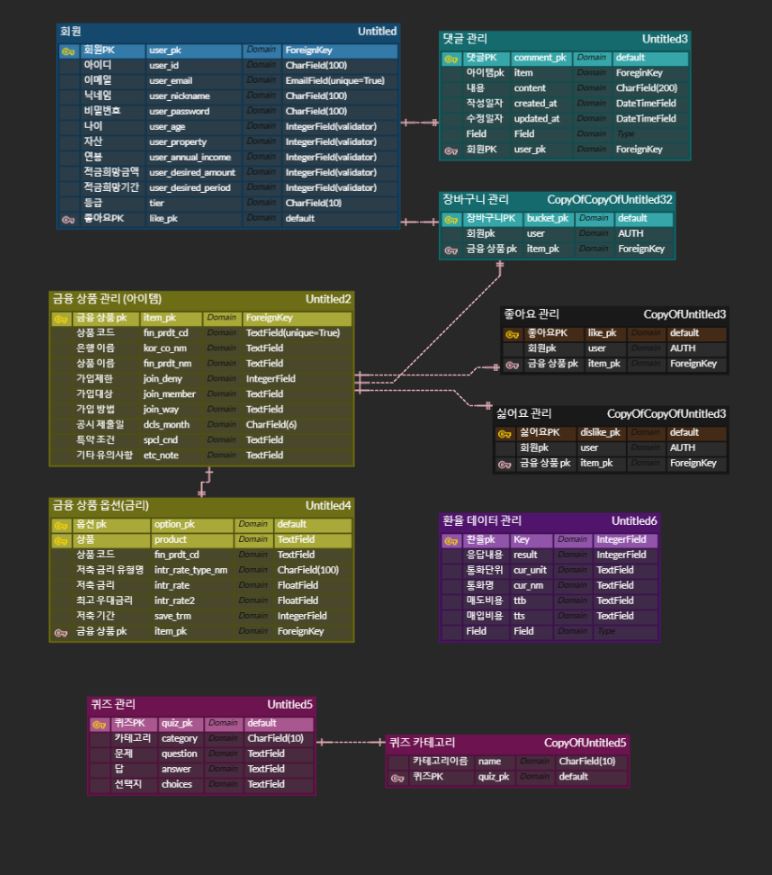 회원 Untitled
회원PK user_pk Domain ForeignKey
아이디 user_id Domain CharField(100)
이메일 user_email Domain EmailField(unique=True)
닉네임 user_nickname Domain CharField(100)
비밀번호 user_password Domain CharField(100)
나이 user_age Domain IntegerField(validator)
자산 user_property Domain IntegerField(validator)
연봉 user_annual_income Domain IntegerField(validator)
적금희망금액 user_desired_amount Domain IntegerField(validator)
적금희망기간 user_desired_period Domain IntegerField(validator)
등급 tier Domain CharField(10)
좋아요PK like_pk Domain default
댓글 관리 Untitled3
댓글PK comment_pk Domain default
아이템pk item Domain ForeginKey
내용 content Domain CharField(200)
작성일자 created_at Domain DateTimeField
수정일자 updated_at Domain DateTimeField
Field Field Domain Type
회원PK user_pk Domain ForeignKey
장바구니 관리 CopyOfCopyOfUntitled32
장바구니PK bucket_pk Domain default
회원pk user Domain AUTH
금융 상품 pk item_pk Domain ForeignKey
금융 상품 관리 (아이템) Untitled2
금융 상품 pk item_pk Domain ForeignKey
상품 코드 fin_prdt_cd Domain TextField(unique=True)
은행 이름 kor_co_nm Domain TextField
상품 이름 fin_prdt_nm Domain TextField
가입제한 join_deny Domain IntegerField
가입대상 join_member Domain TextField
가입 방법 join_way Domain TextField
공시 제출일 dcls_month Domain CharField(6)
특약 조건 spcl_cnd Domain TextField
기타 유의사항 etc_note Domain TextField
좋아요 관리 CopyOfUntitled3
좋아요PK like_pk Domain default
회원pk user Domain AUTH
금융 상품 pk item_pk Domain ForeignKey
싫어요 관리 CopyOfCopyOfUntitled3
싫어요PK dislike_pk Domain default
회원pk user Domain AUTH
금융 상품 pk item_pk Domain ForeignKey
금융 상품 옵션(금리) Untitled4
옵션 pk option_pk Domain default
상품 product Domain TextField
상품 코드 fin_prdt_cd Domain TextField
저축 금리 유형명 intr_rate_type_nm Domain CharField(100)
저축 금리 intr_rate Domain FloatField
최고 우대금리 intr_rate2 Domain FloatField
저축 기간 save_trm Domain IntegerField
금융 상품 pk item_pk Domain ForeignKey
환율 데이터 관리 Untitled6
환율pk Key Domain IntegerField
응답내용 result Domain IntegerField
통화단위 cur_unit Domain TextField
통화명 cur_nm Domain TextField
매도비용 ttb Domain TextField
매입비용 tts Domain TextField
Field Field Domain Type
퀴즈 관리 Untitled5
퀴즈PK quiz_pk Domain default
카테고리 category Domain CharField(10)
문제 question Domain TextField
답 answer Domain TextField
선택지 choices Domain TextField
퀴즈 카테고리 CopyOfUntitled5
카테고리이름 name Domain CharField(10)
퀴즈PK quiz_pk Domain default